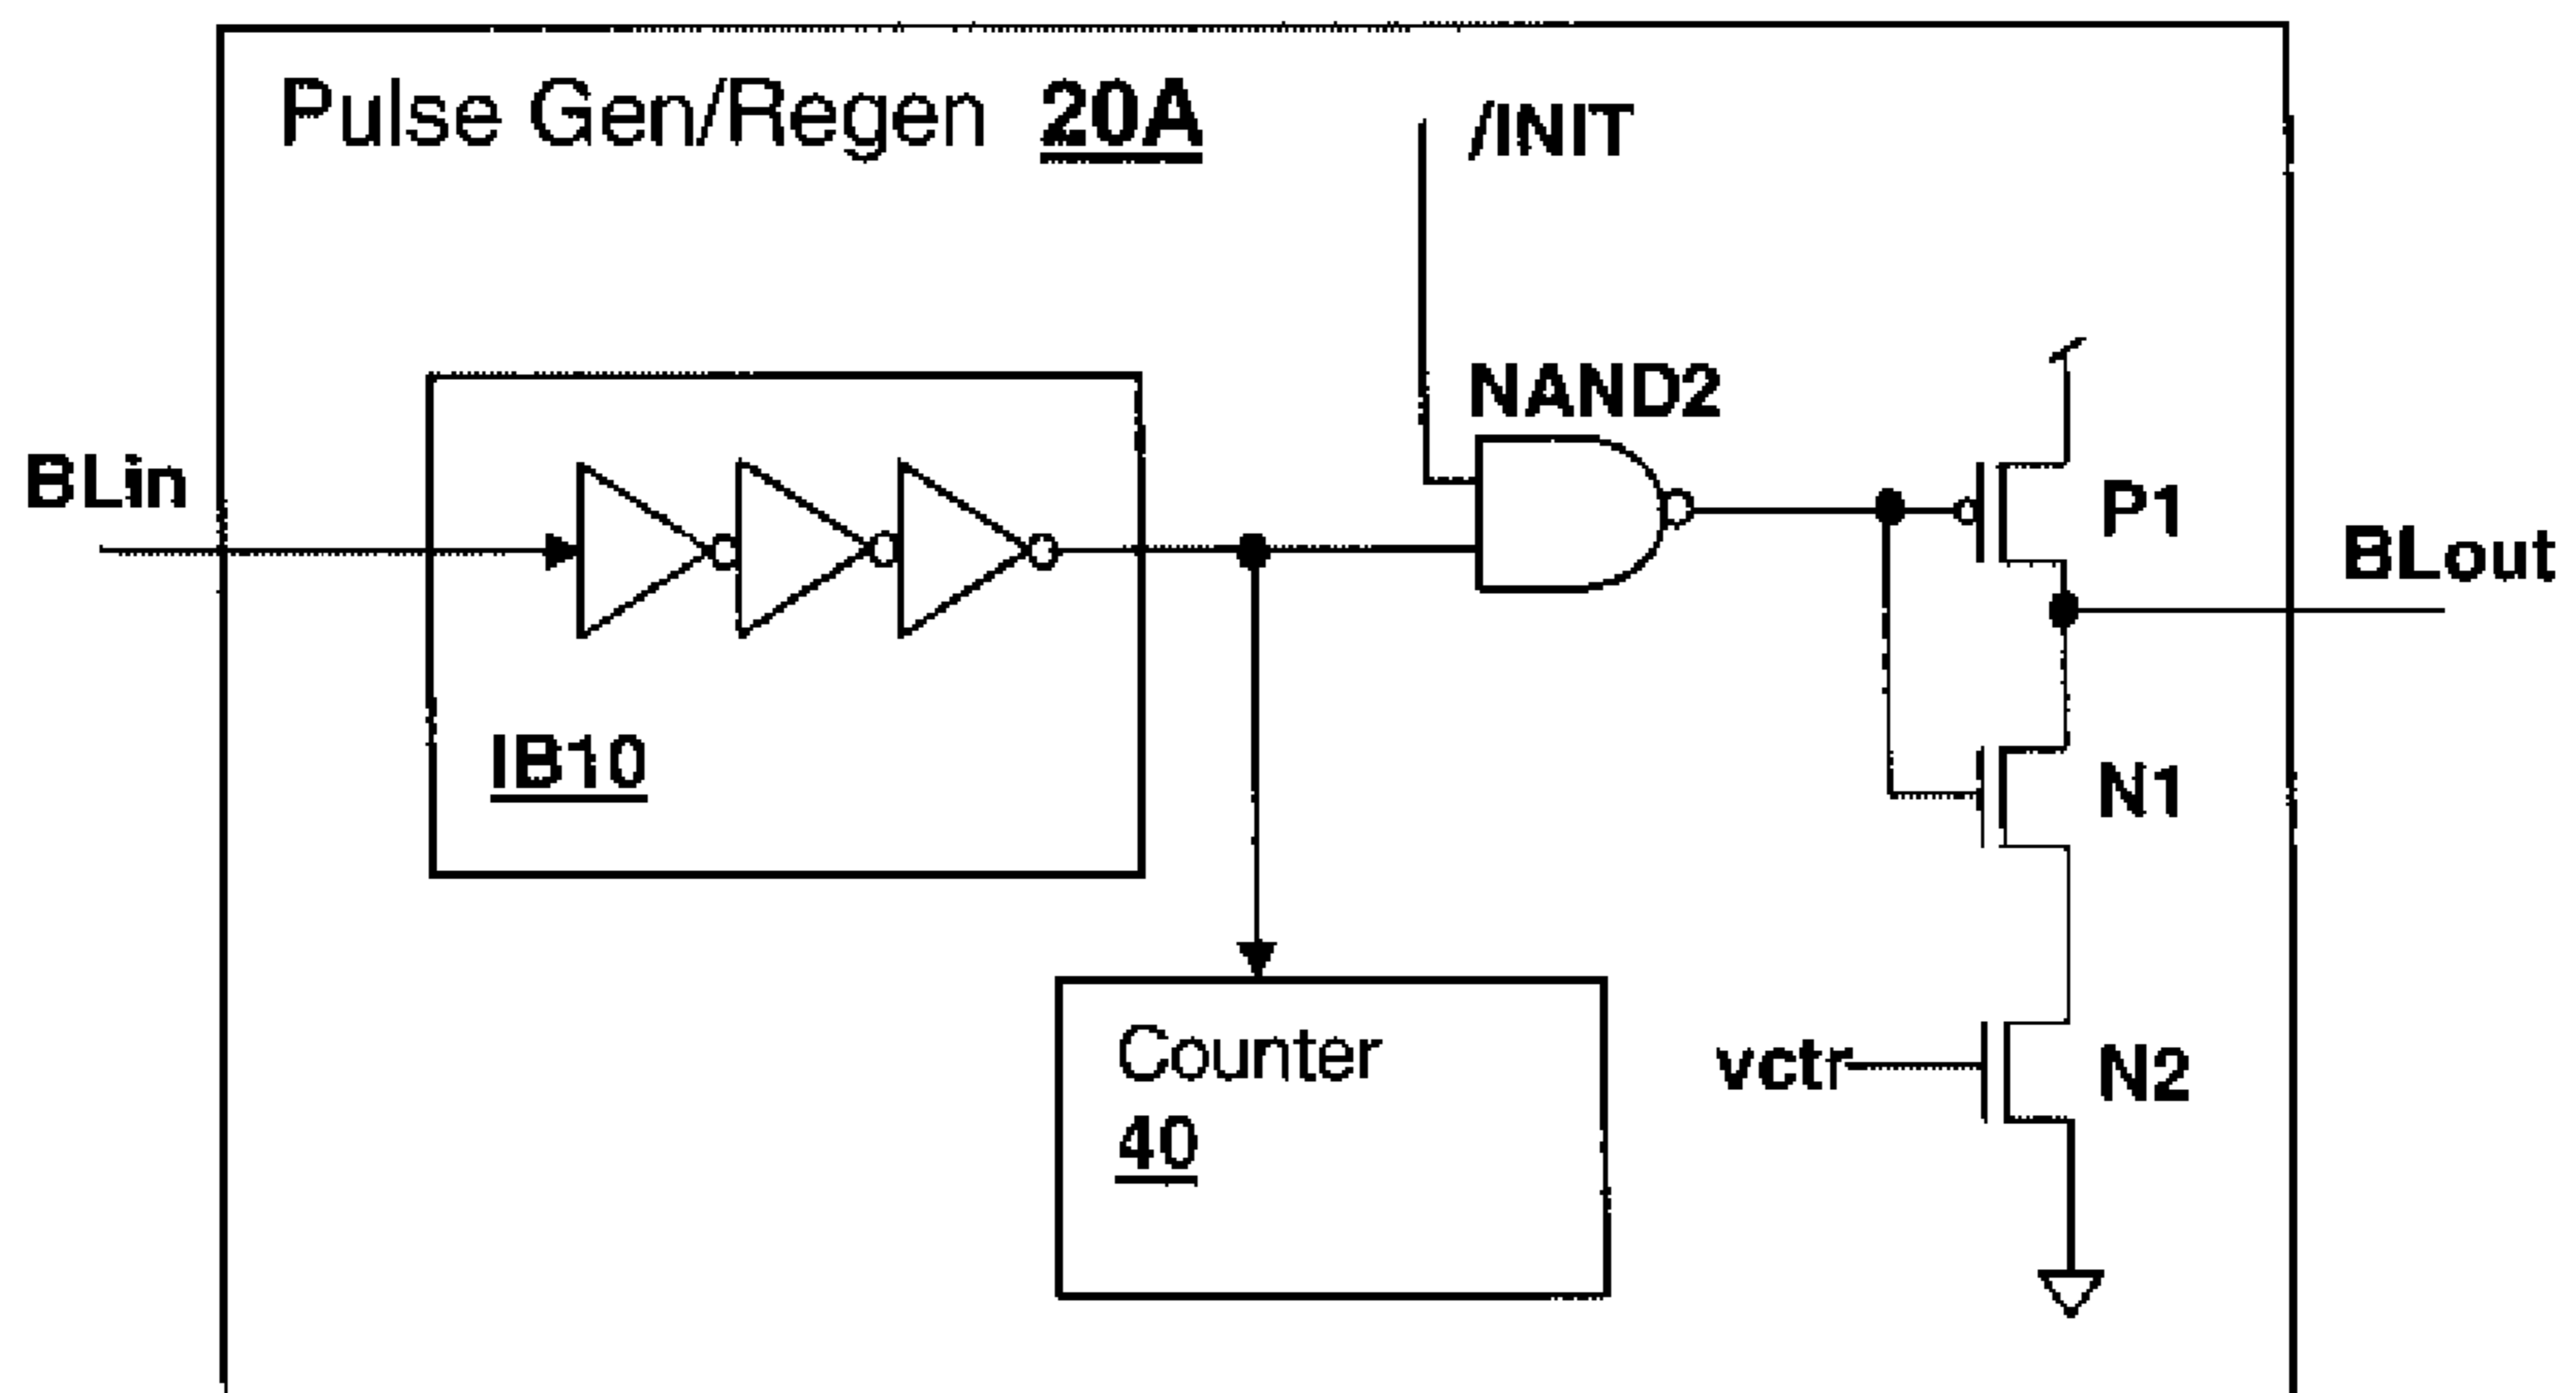 Pulse Gen/Regen 20A
/INIT
NAND2
BLin
P1
BLout
IB10
N1
Counter
40
vctr
N2